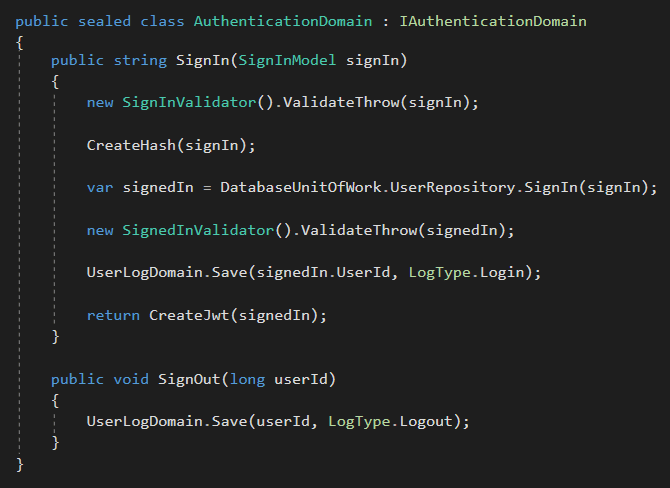 public sealed class AuthenticationDomain : IAuthenticationDomain
{
public string SignIn(SignInModel signIn)
{
new SignInValidator().ValidateThrow(signIn);
CreateHash(signIn);
var signedIn = DatabaseUnitOfWork.UserRepository.SignIn(signIn);
new SignedInValidator().ValidateThrow(signedIn);
UserLogDomain.Save(signedIn.UserId, LogType.Login);
return CreateJwt(signedIn);
}
public void SignOut(long userId)
{
UserLogDomain.Save(userId, LogType.Logout);
}
}